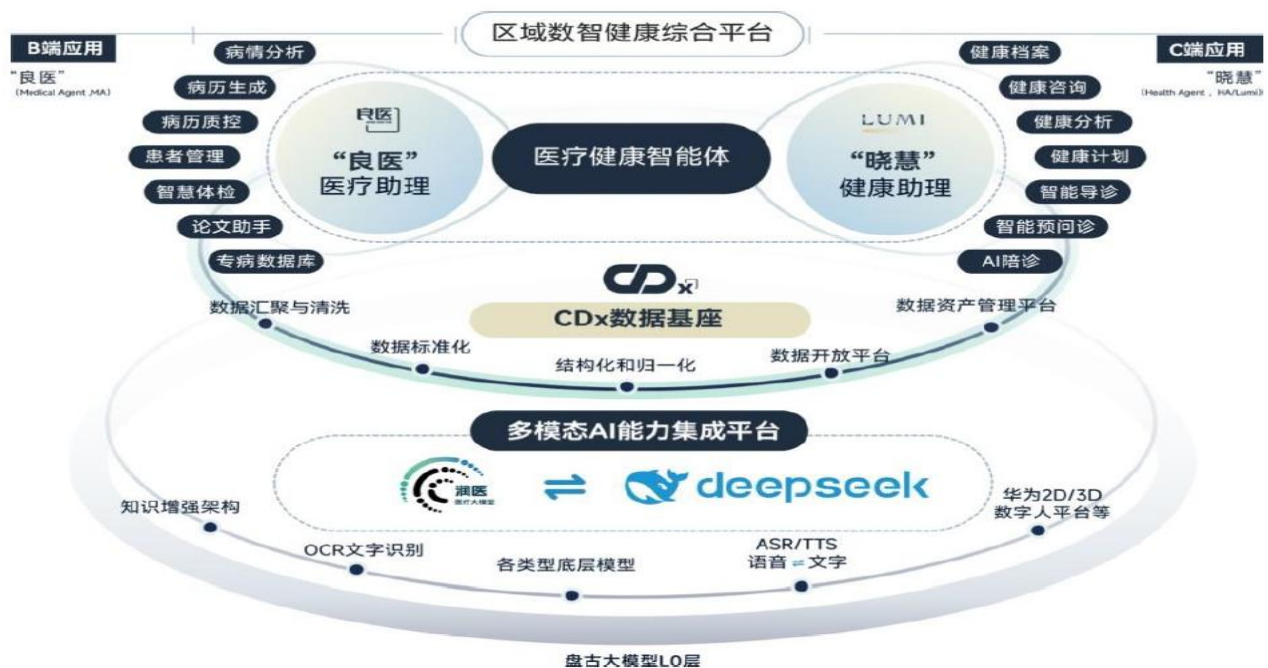 区域数智健康综合平台
B端应用
“良医”
(Medical Agent ,MA)
病情分析
病历生成
病历质控
患者管理
智慧体检
论文助手
专病数据库
良医
“良医”
医疗助理
医疗健康智能体
LUMI
“晓慧”
健康助理
C端应用
“晓慧”
(Health Agent , HA/Lumi)
健康档案
健康咨询
健康分析
健康计划
智能导诊
智能预问诊
AI陪诊
CDx
CDx数据基座
数据汇聚与清洗
数据标准化
结构化和归一化
数据开放平台
数据资产管理平台
多模态AI能力集成平台
润医
医疗大模型
deepseek
知识增强架构
OCR文字识别
各类型底层模型
ASR/TTS
语音⇌文字
华为2D/3D
数字人平台等
盘古大模型L0层